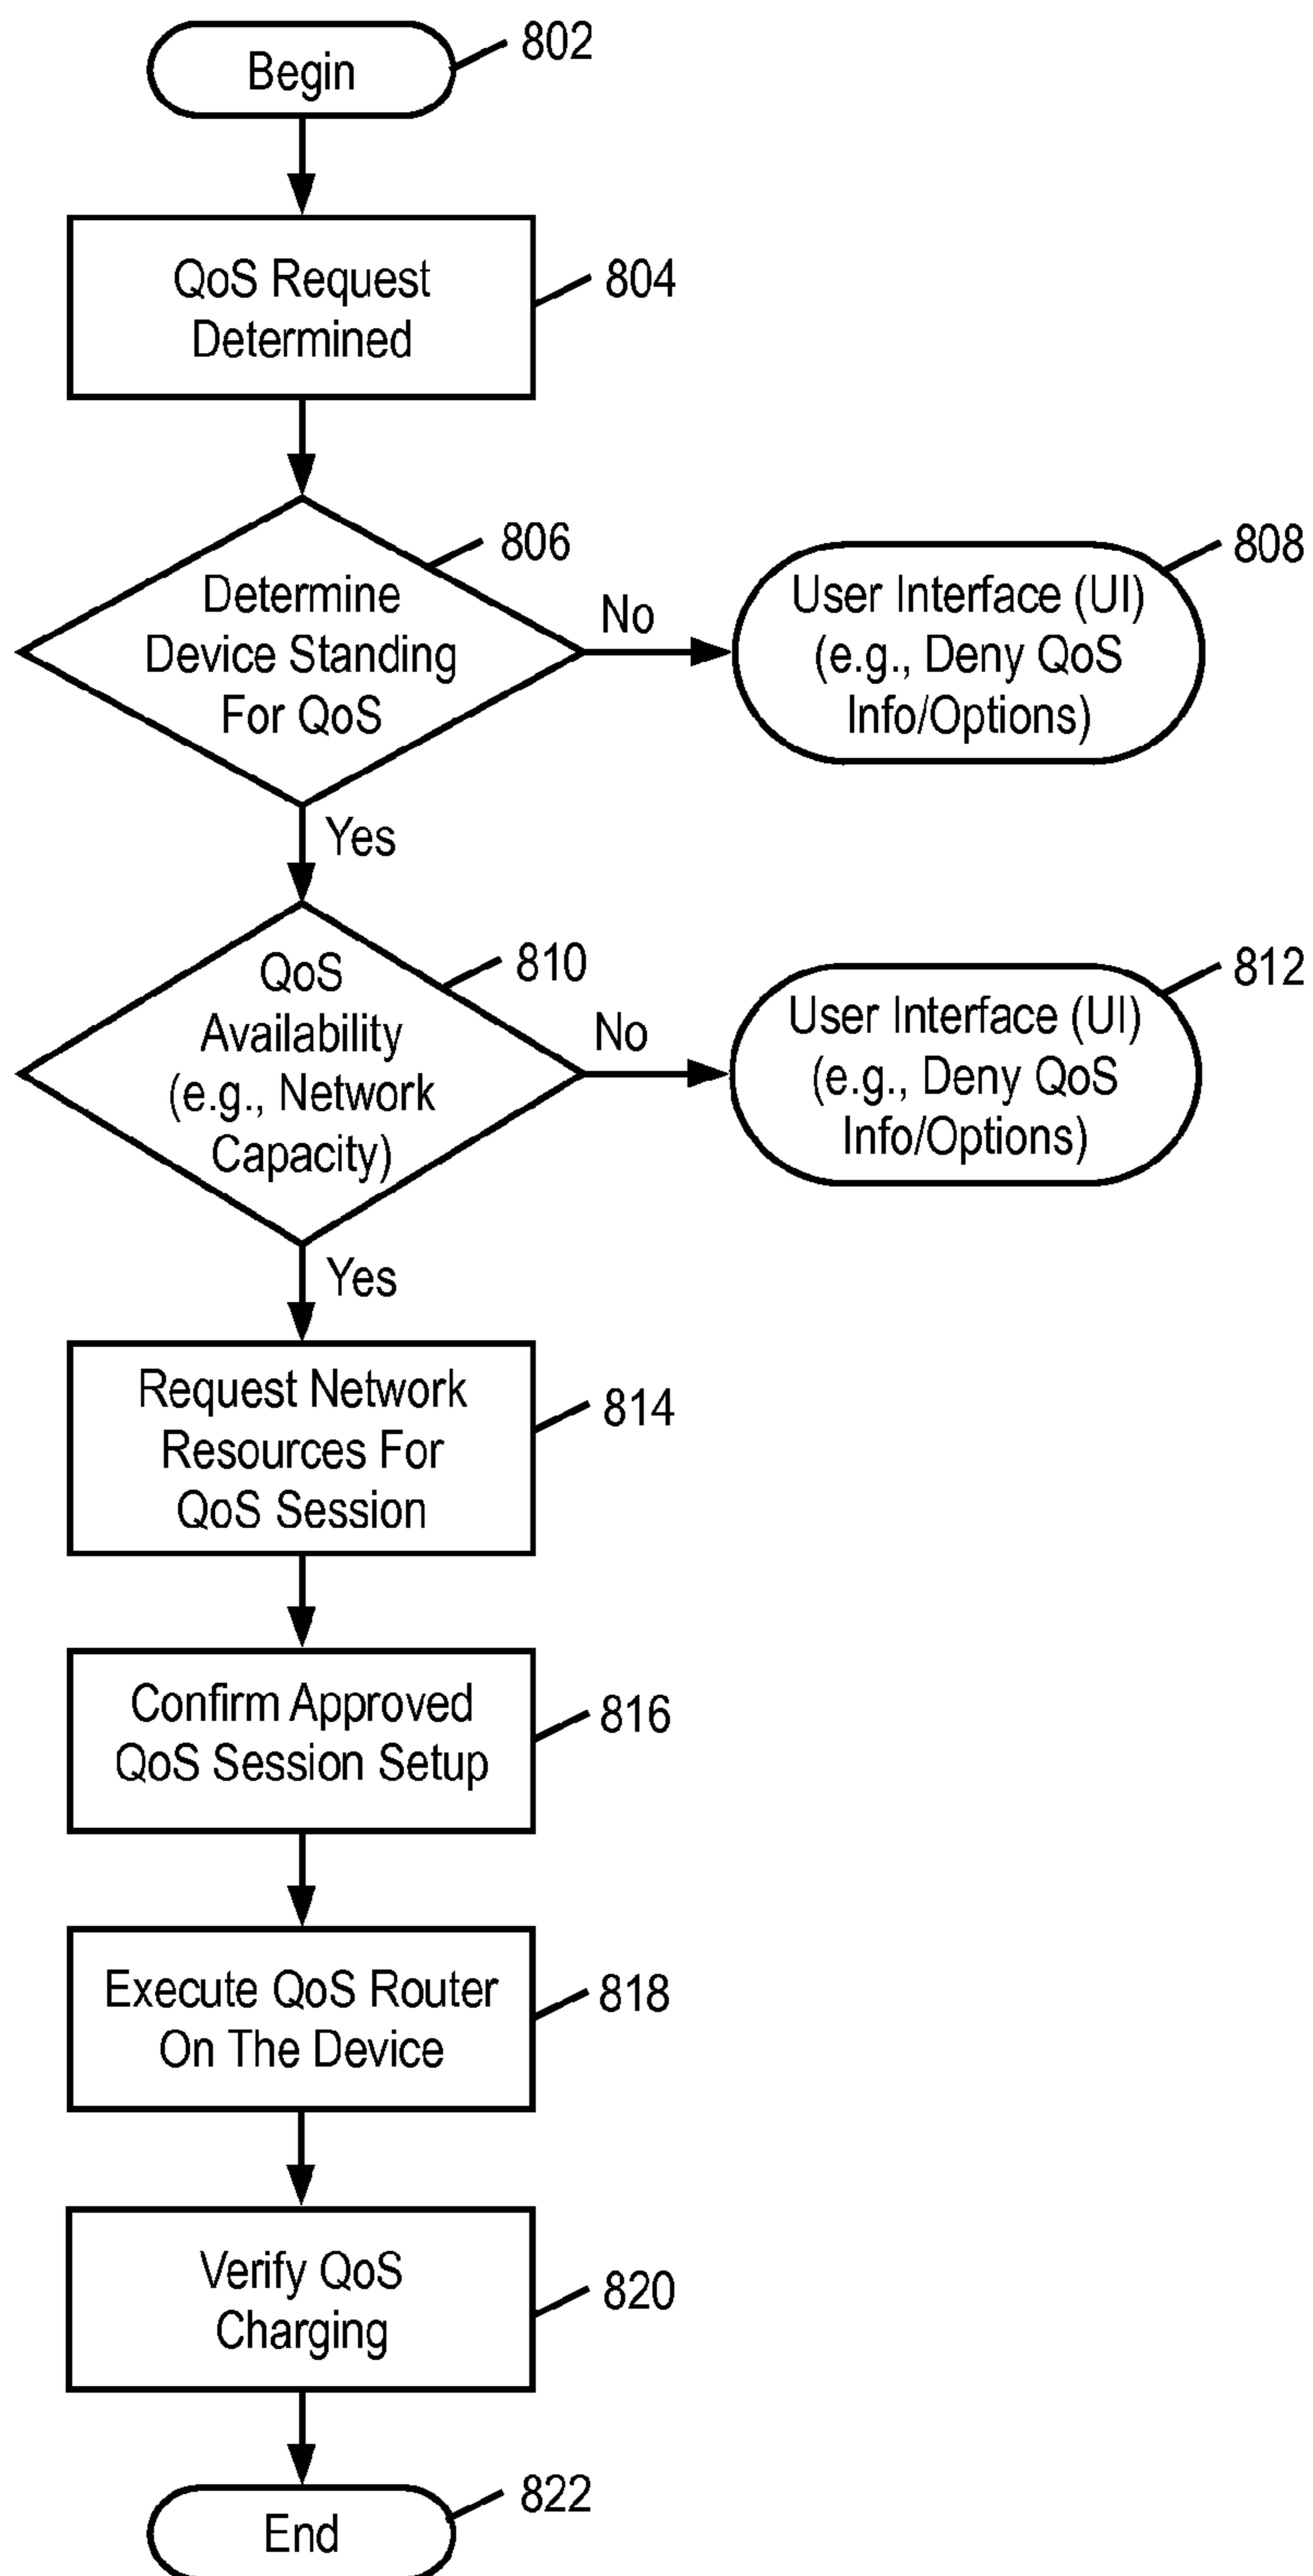 Begin
802
QoS Request
Determined
804
Determine
Device Standing
For QoS
806
No
User Interface (UI)
(e.g., Deny QoS
Info/Options)
808
Yes
QoS
Availability
(e.g., Network
Capacity)
810
No
User Interface (UI)
(e.g., Deny QoS
Info/Options)
812
Yes
Request Network
Resources For
QoS Session
814
Confirm Approved
QoS Session Setup
816
Execute QoS Router
On The Device
818
Verify QoS
Charging
820
End
822